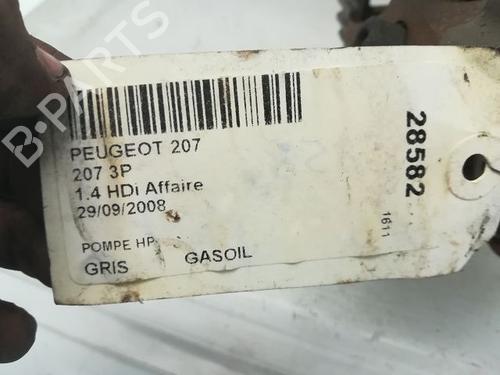 PEUGEOT 207
207 3P
1.4 HDi Affaire
29/09/2008
POMPE HP
GRIS GASOIL
28582
1611
B-PARTS